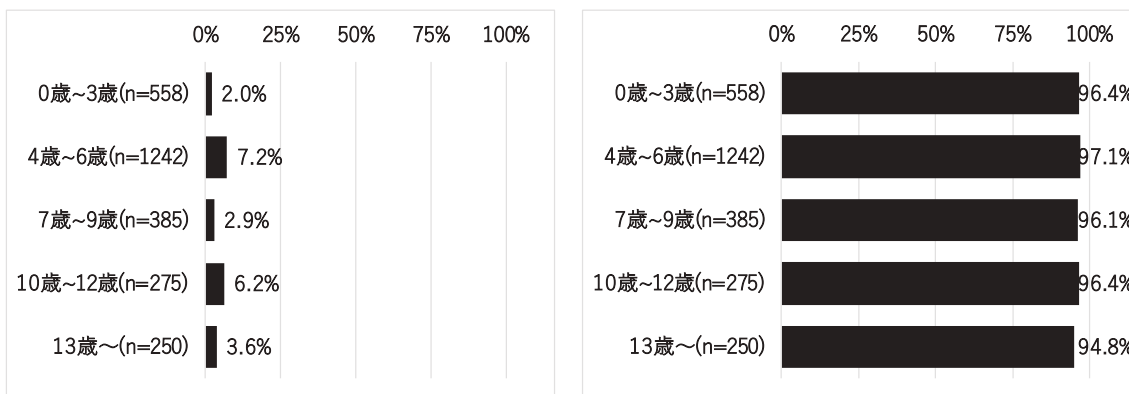 0% 25% 50% 75% 100%
0歳~3歳(n=558) 2.0%
4歳~6歳(n=1242) 7.2%
7歳~9歳(n=385) 2.9%
10歳~12歳(n=275) 6.2%
13歳～(n=250) 3.6%
0% 25% 50% 75% 100%
0歳~3歳(n=558) 96.4%
4歳~6歳(n=1242) 97.1%
7歳~9歳(n=385) 96.1%
10歳~12歳(n=275) 96.4%
13歳～(n=250) 94.8%